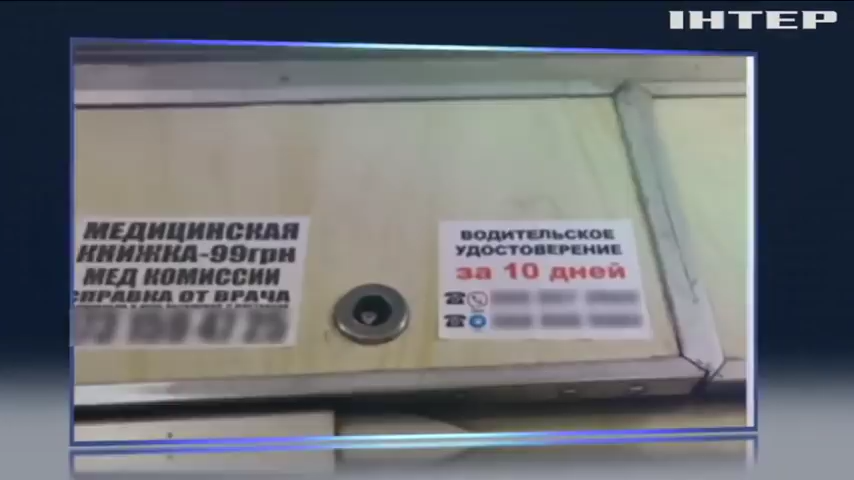 ІНТЕР
МЕДИЦИНСКАЯ
КНИЖКА-99грн
МЕД КОМИССИИ
СПРАВКА ОТ ВРАЧА
ВОДИТЕЛЬСКОЕ
УДОСТОВЕРЕНИЕ
за 10 дней